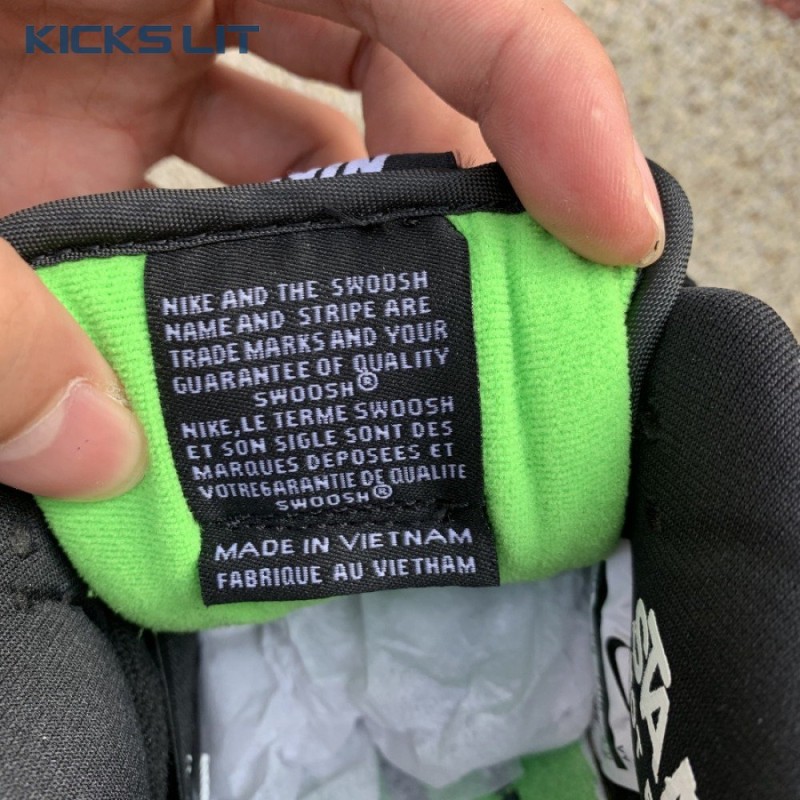 KICKS LIT
NIKE AND THE SWOOSH
NAME AND STRIPE ARE
TRADE MARKS AND YOUR
GUARANTEE OF QUALITY
SWOOSH®
NIKE, LE TERME SWOOSH
ET SON SIGLE SONT DES
MARQUES DEPOSEES ET
VOTREGARANTIE DE QUALITE
SWOOSH®
MADE IN VIETNAM
FABRIQUE AU VIETHAM